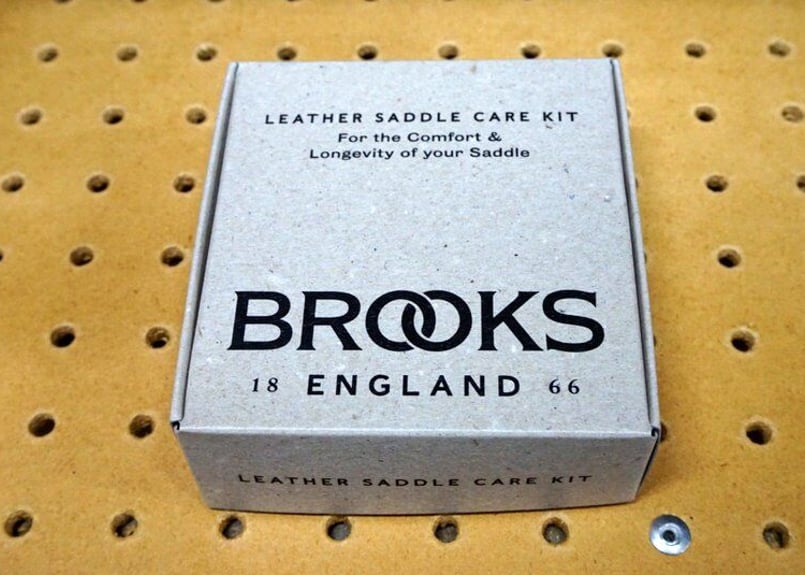 LEATHER SADDLE CARE KIT
For the Comfort &
Longevity of your Saddle
BROOKS
18 ENGLAND 66
LEATHER SADDLE CARE KIT